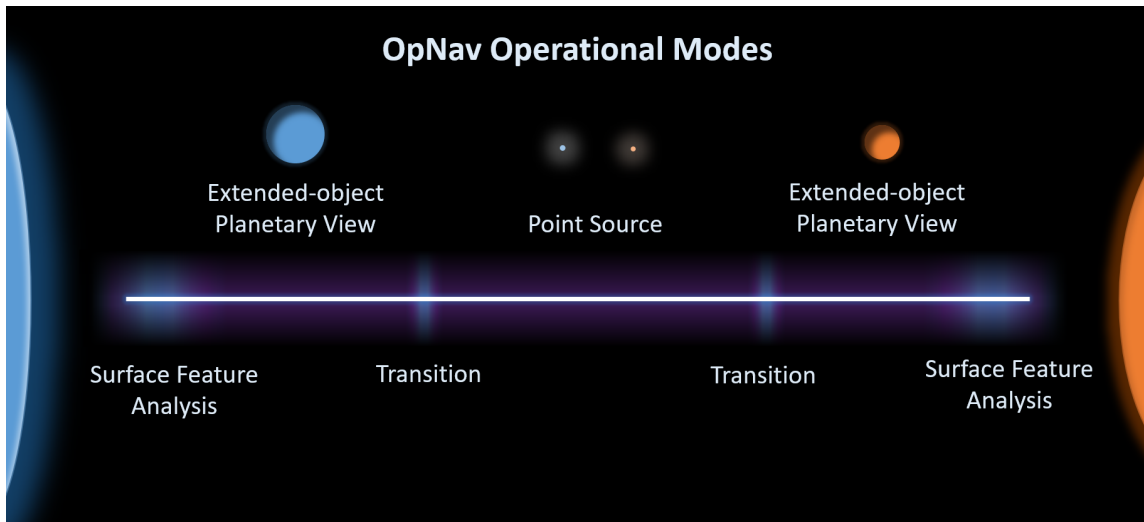 OpNav Operational Modes
Extended-object
Planetary View
Point Source
Extended-object
Planetary View
Surface Feature
Analysis
Transition
Transition
Surface Feature
Analysis